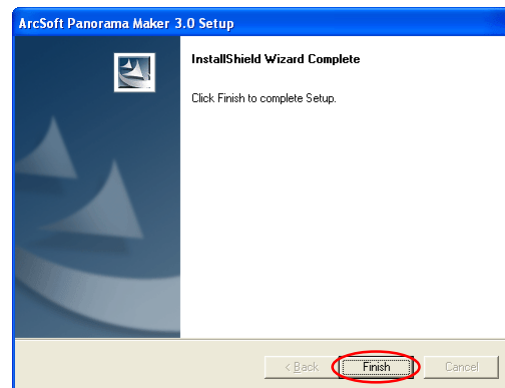 ArcSoft Panorama Maker 3.0 Setup
InstallShield Wizard Complete
Click Finish to complete Setup.
< Back Finish Cancel